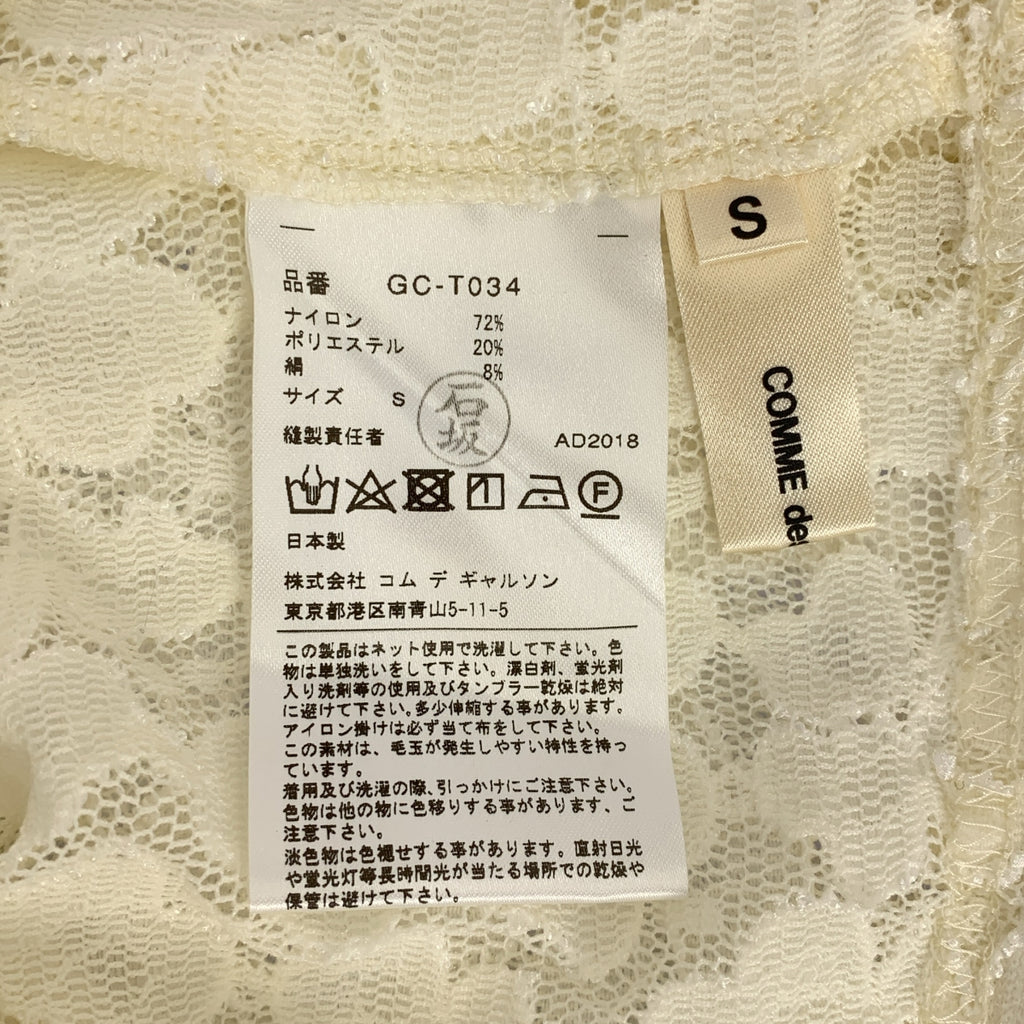 品番 GC-T034
ナイロン 72%
ポリエステル 20%
絹 8%
サイズ S
石坂
縫製責任者 AD2018
F
日本製
株式会社 コム デ ギャルソン
東京都港区南青山5-11-5
この製品はネット使用で洗濯して下さい。色
物は単独洗いをして下さい。漂白剤、蛍光剤
入り洗剤等の使用及びタンブラー乾燥は絶対
に避けて下さい。多少伸縮する事があります。
アイロン掛けは必ず当て布をして下さい。
この素材は、毛玉が発生しやすい特性を持っ
ています。
着用及び洗濯の際、引っかけにご注意下さい。
色物は他の物に色移りする事があります、ご
注意下さい。
淡色物は色褪せする事があります。直射日光
や蛍光灯等長時間光が当たる場所での乾燥や
保管は避けて下さい。
S
COMME des